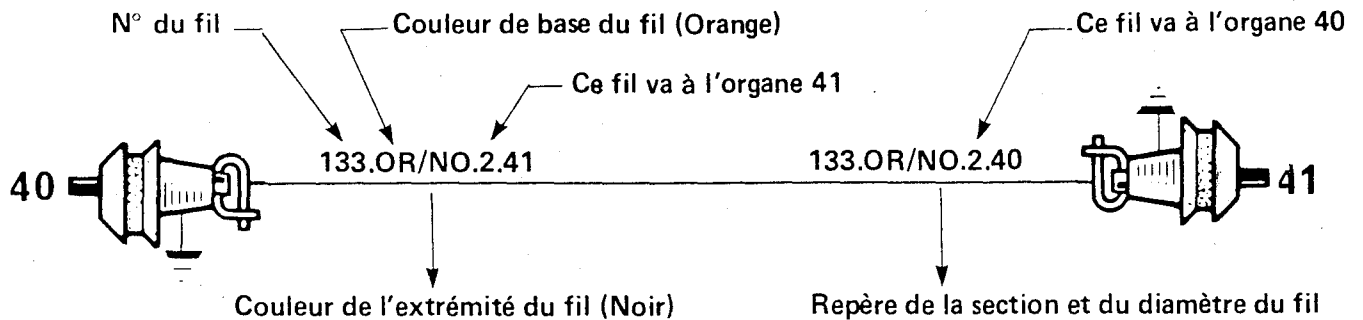 N° du fil
Couleur de base du fil (Orange)
Ce fil va à l'organe 40
Ce fil va à l'organe 41
133.OR/NO.2.41
133.OR/NO.2.40
40
41
Couleur de l'extrémité du fil (Noir)
Repère de la section et du diamètre du fil